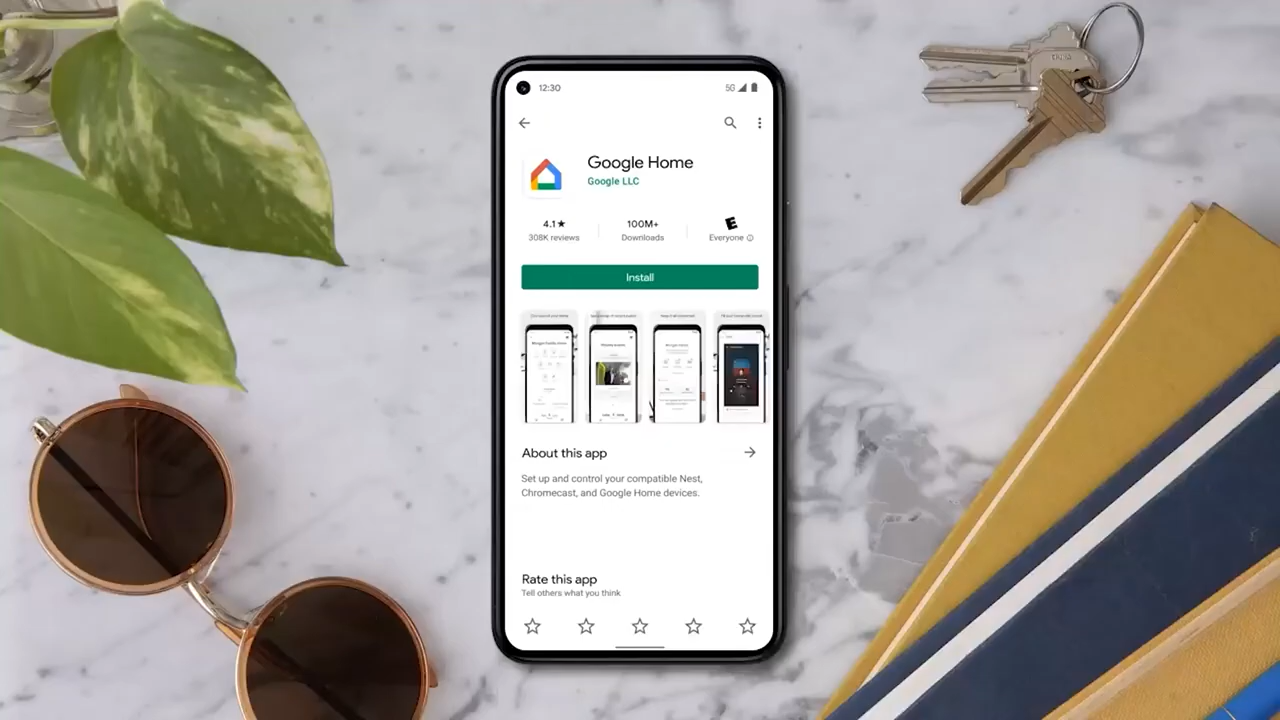 12:30
5G
Google Home
Google LLC
4.1★
100M+
E
308K reviews
Downloads
Everyone
Install
About this app
Set up and control your compatible Nest,
Chromecast, and Google Home devices.
Rate this app
Tell others what you think